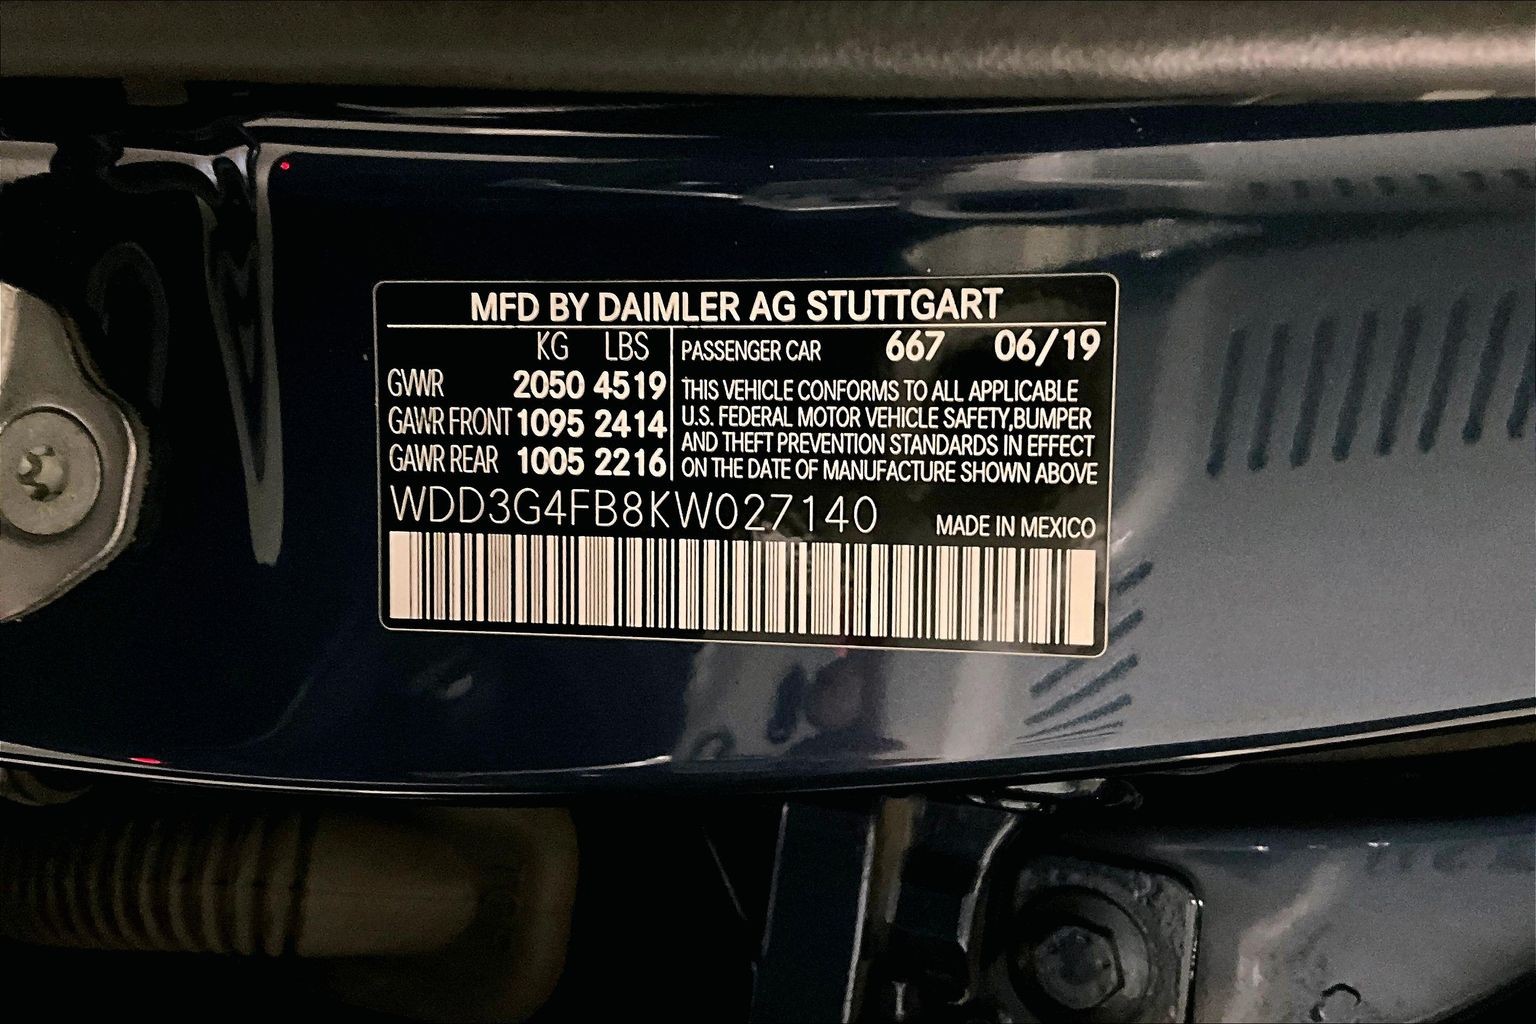 MFD BY DAIMLER AG STUTTGART
KG LBS
GVWR 2050 4519
GAWR FRONT 1095 2414
GAWR REAR 1005 2216
PASSENGER CAR 667 06/19
THIS VEHICLE CONFORMS TO ALL APPLICABLE
U.S. FEDERAL MOTOR VEHICLE SAFETY,BUMPER
AND THEFT PREVENTION STANDARDS IN EFFECT
ON THE DATE OF MANUFACTURE SHOWN ABOVE
WDD3G4FB8KW027140
MADE IN MEXICO